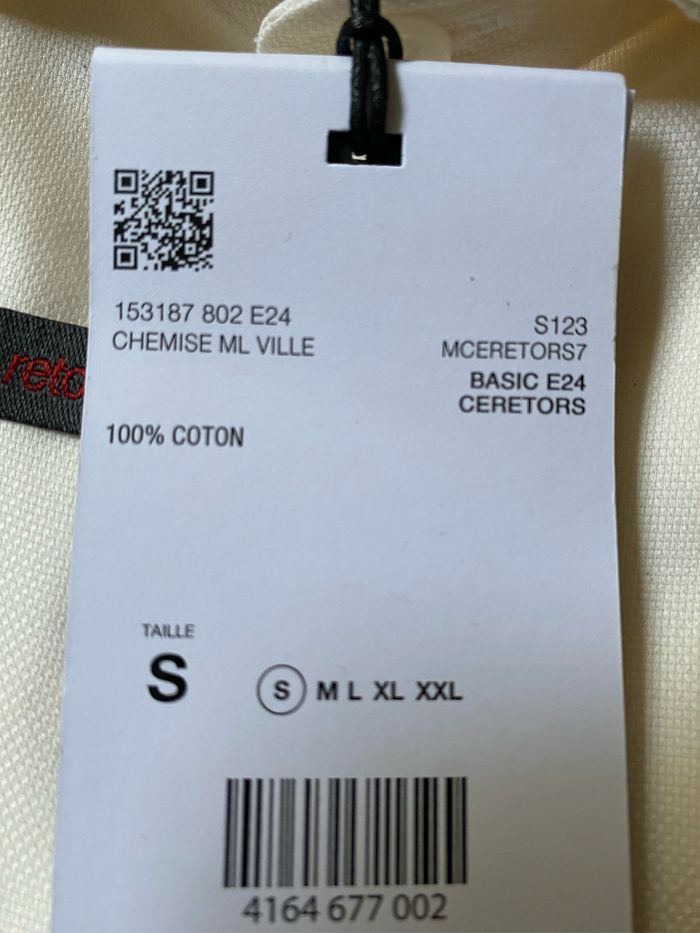 153187 802 E24
CHEMISE ML VILLE
S123
MCERETORS7
BASIC E24
CERETORS
100% COTON
TAILLE
S
S M L XL XXL
4164 677 002